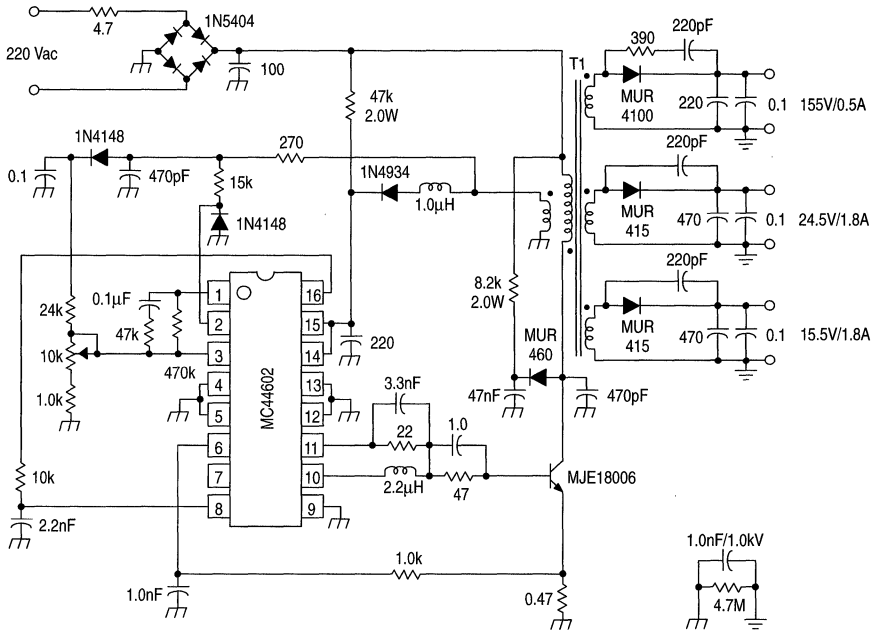 4.7
1N5404
220 Vac
100
47k
2.0W
390
220pF
T1
MUR
4100
220
0.1
155V/0.5A
1N4148
270
0.1
470pF
15k
1N4148
1N4934
1.0µH
220pF
MUR
415
470
0.1
24.5V/1.8A
0.1µF
24k
47k
10k
470k
1.0k
1
2
3
4
5
6
7
8
MC44602
16
15
14
13
12
11
10
9
220
8.2k
2.0W
MUR
460
47nF
470pF
220pF
MUR
415
470
0.1
15.5V/1.8A
3.3nF
22
1.0
2.2µH
47
MJE18006
10k
2.2nF
1.0nF
1.0k
0.47
1.0nF/1.0kV
4.7M